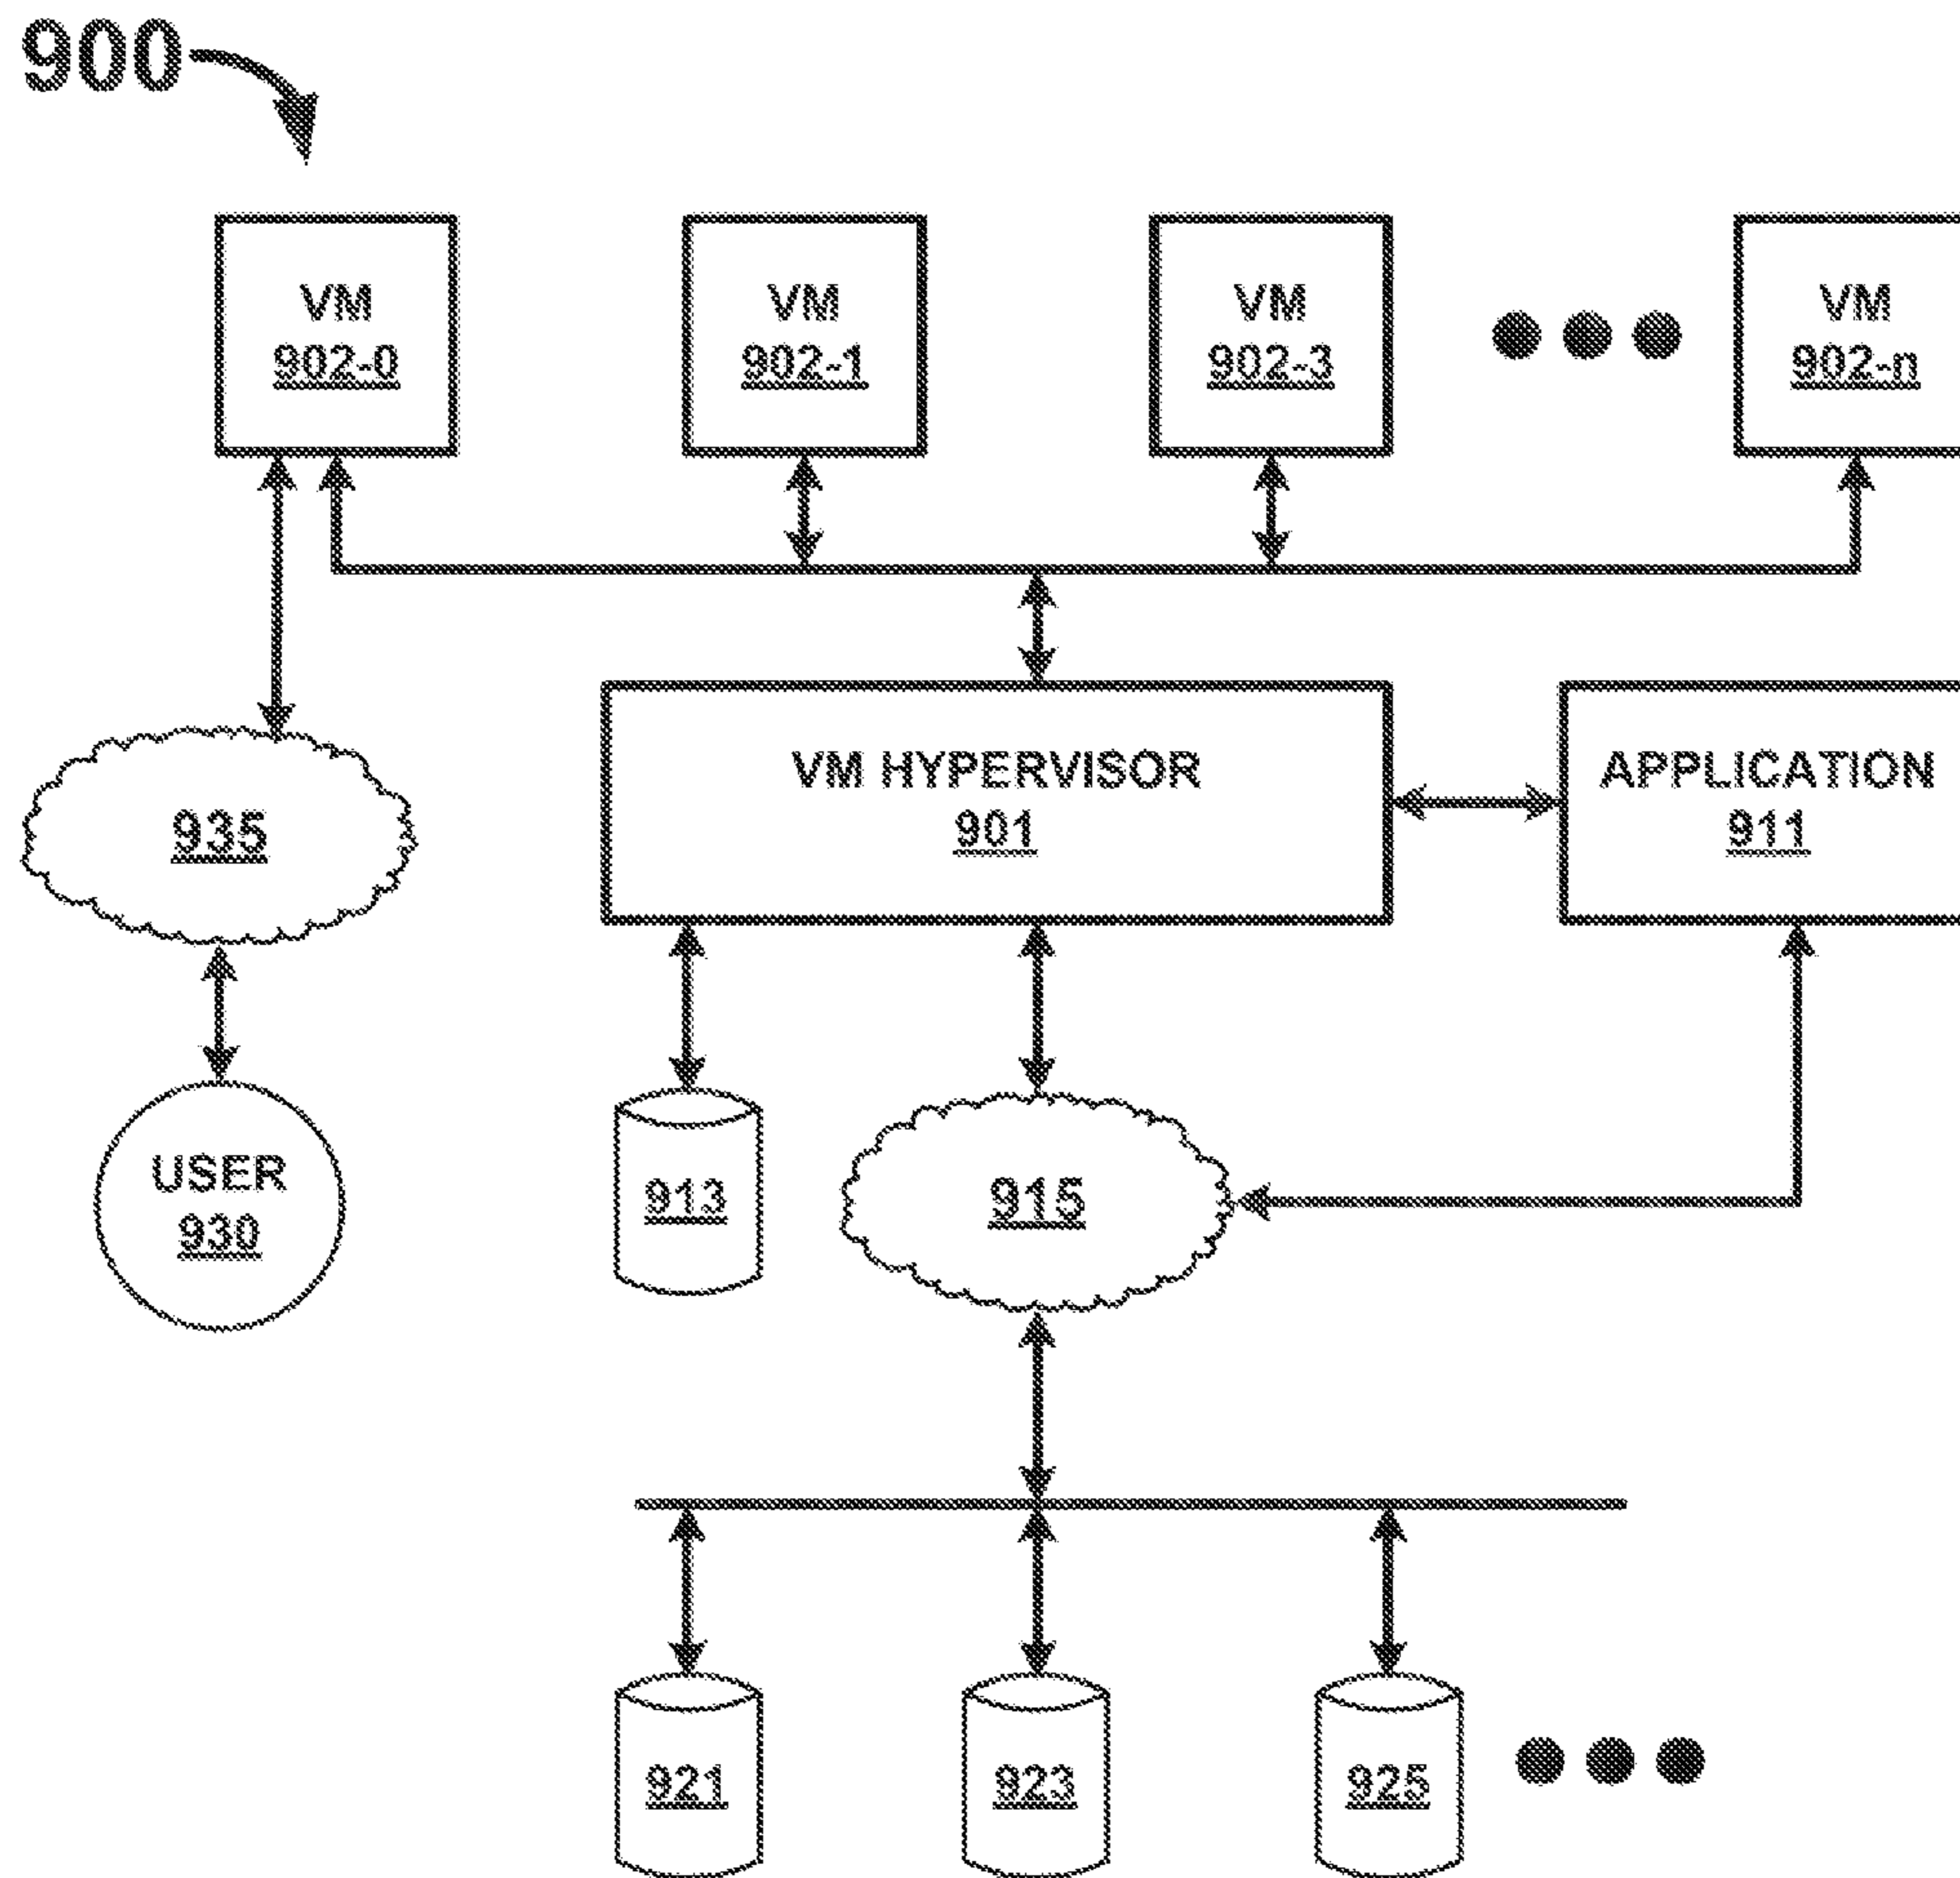 900
VM
902-0
VM
902-1
VM
902-3
VM
902-n
VM HYPERVISOR
901
APPLICATION
911
935
USER
930
913
915
921
923
925